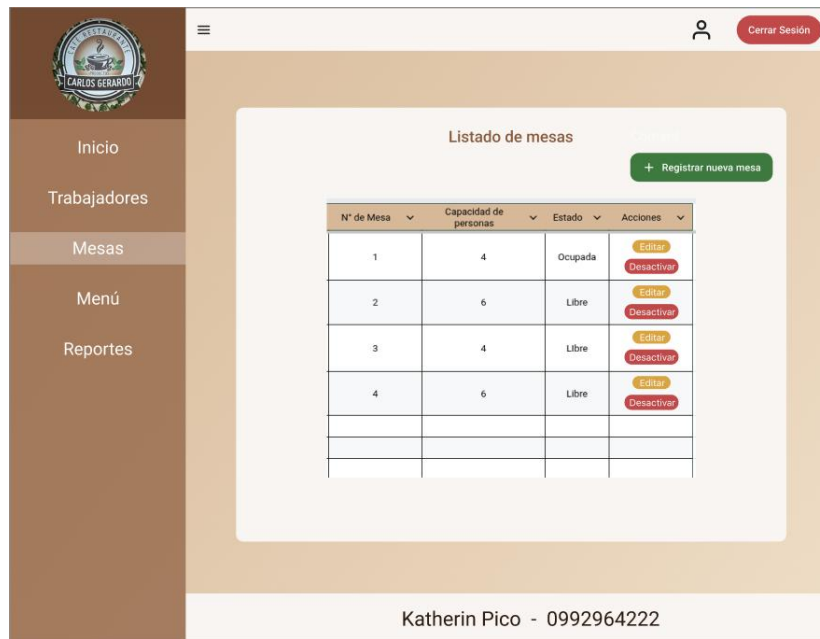 CAFÉ RESTAURANTE
CARLOS GERARDO
Cerrar Sesión
Inicio
Trabajadores
Mesas
Menú
Reportes
Listado de mesas
+ Registrar nueva mesa
N° de Mesa Capacidad de personas Estado Acciones
1 4 Ocupada Editar
Desactivar
2 6 Libre Editar
Desactivar
3 4 LIbre Editar
Desactivar
4 6 Libre Editar
Desactivar
Katherin Pico - 0992964222